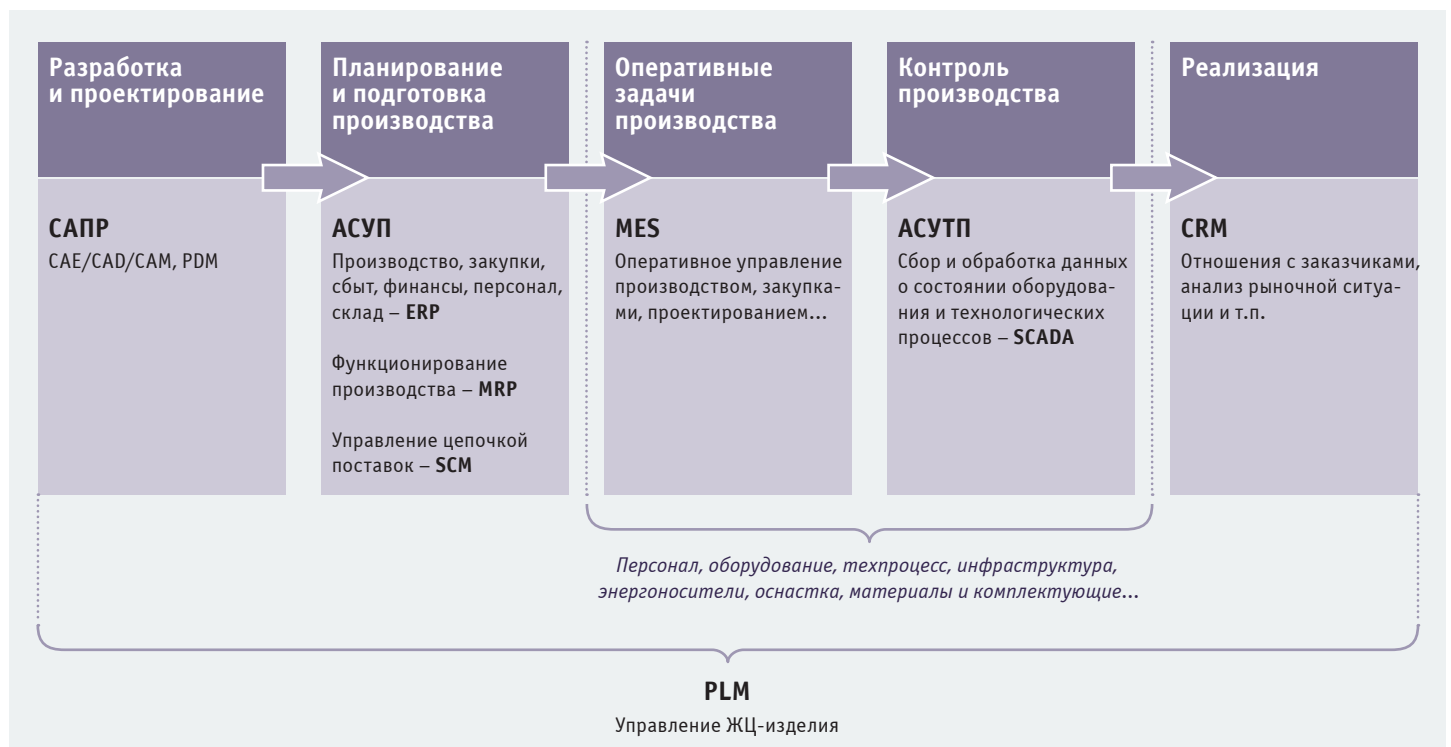 Разработка
и проектирование
Планирование
и подготовка
производства
Оперативные
задачи
производства
Контроль
производства
Реализация
САПР
CAE/CAD/CAM, PDM
АСУП
Производство, закупки,
сбыт, финансы, персонал,
склад – ERP
Функционирование
производства – MRP
Управление цепочкой
поставок – SCM
MES
Оперативное управление
производством, закупка-
ми, проектированием...
АСУТП
Сбор и обработка данных
о состоянии оборудова-
ния и технологических
процессов – SCADA
CRM
Отношения с заказчиками,
анализ рыночной ситуа-
ции и т.п.
Персонал, оборудование, техпроцесс, инфраструктура,
энергоносители, оснастка, материалы и комплектующие...
PLM
Управление ЖЦ-изделия